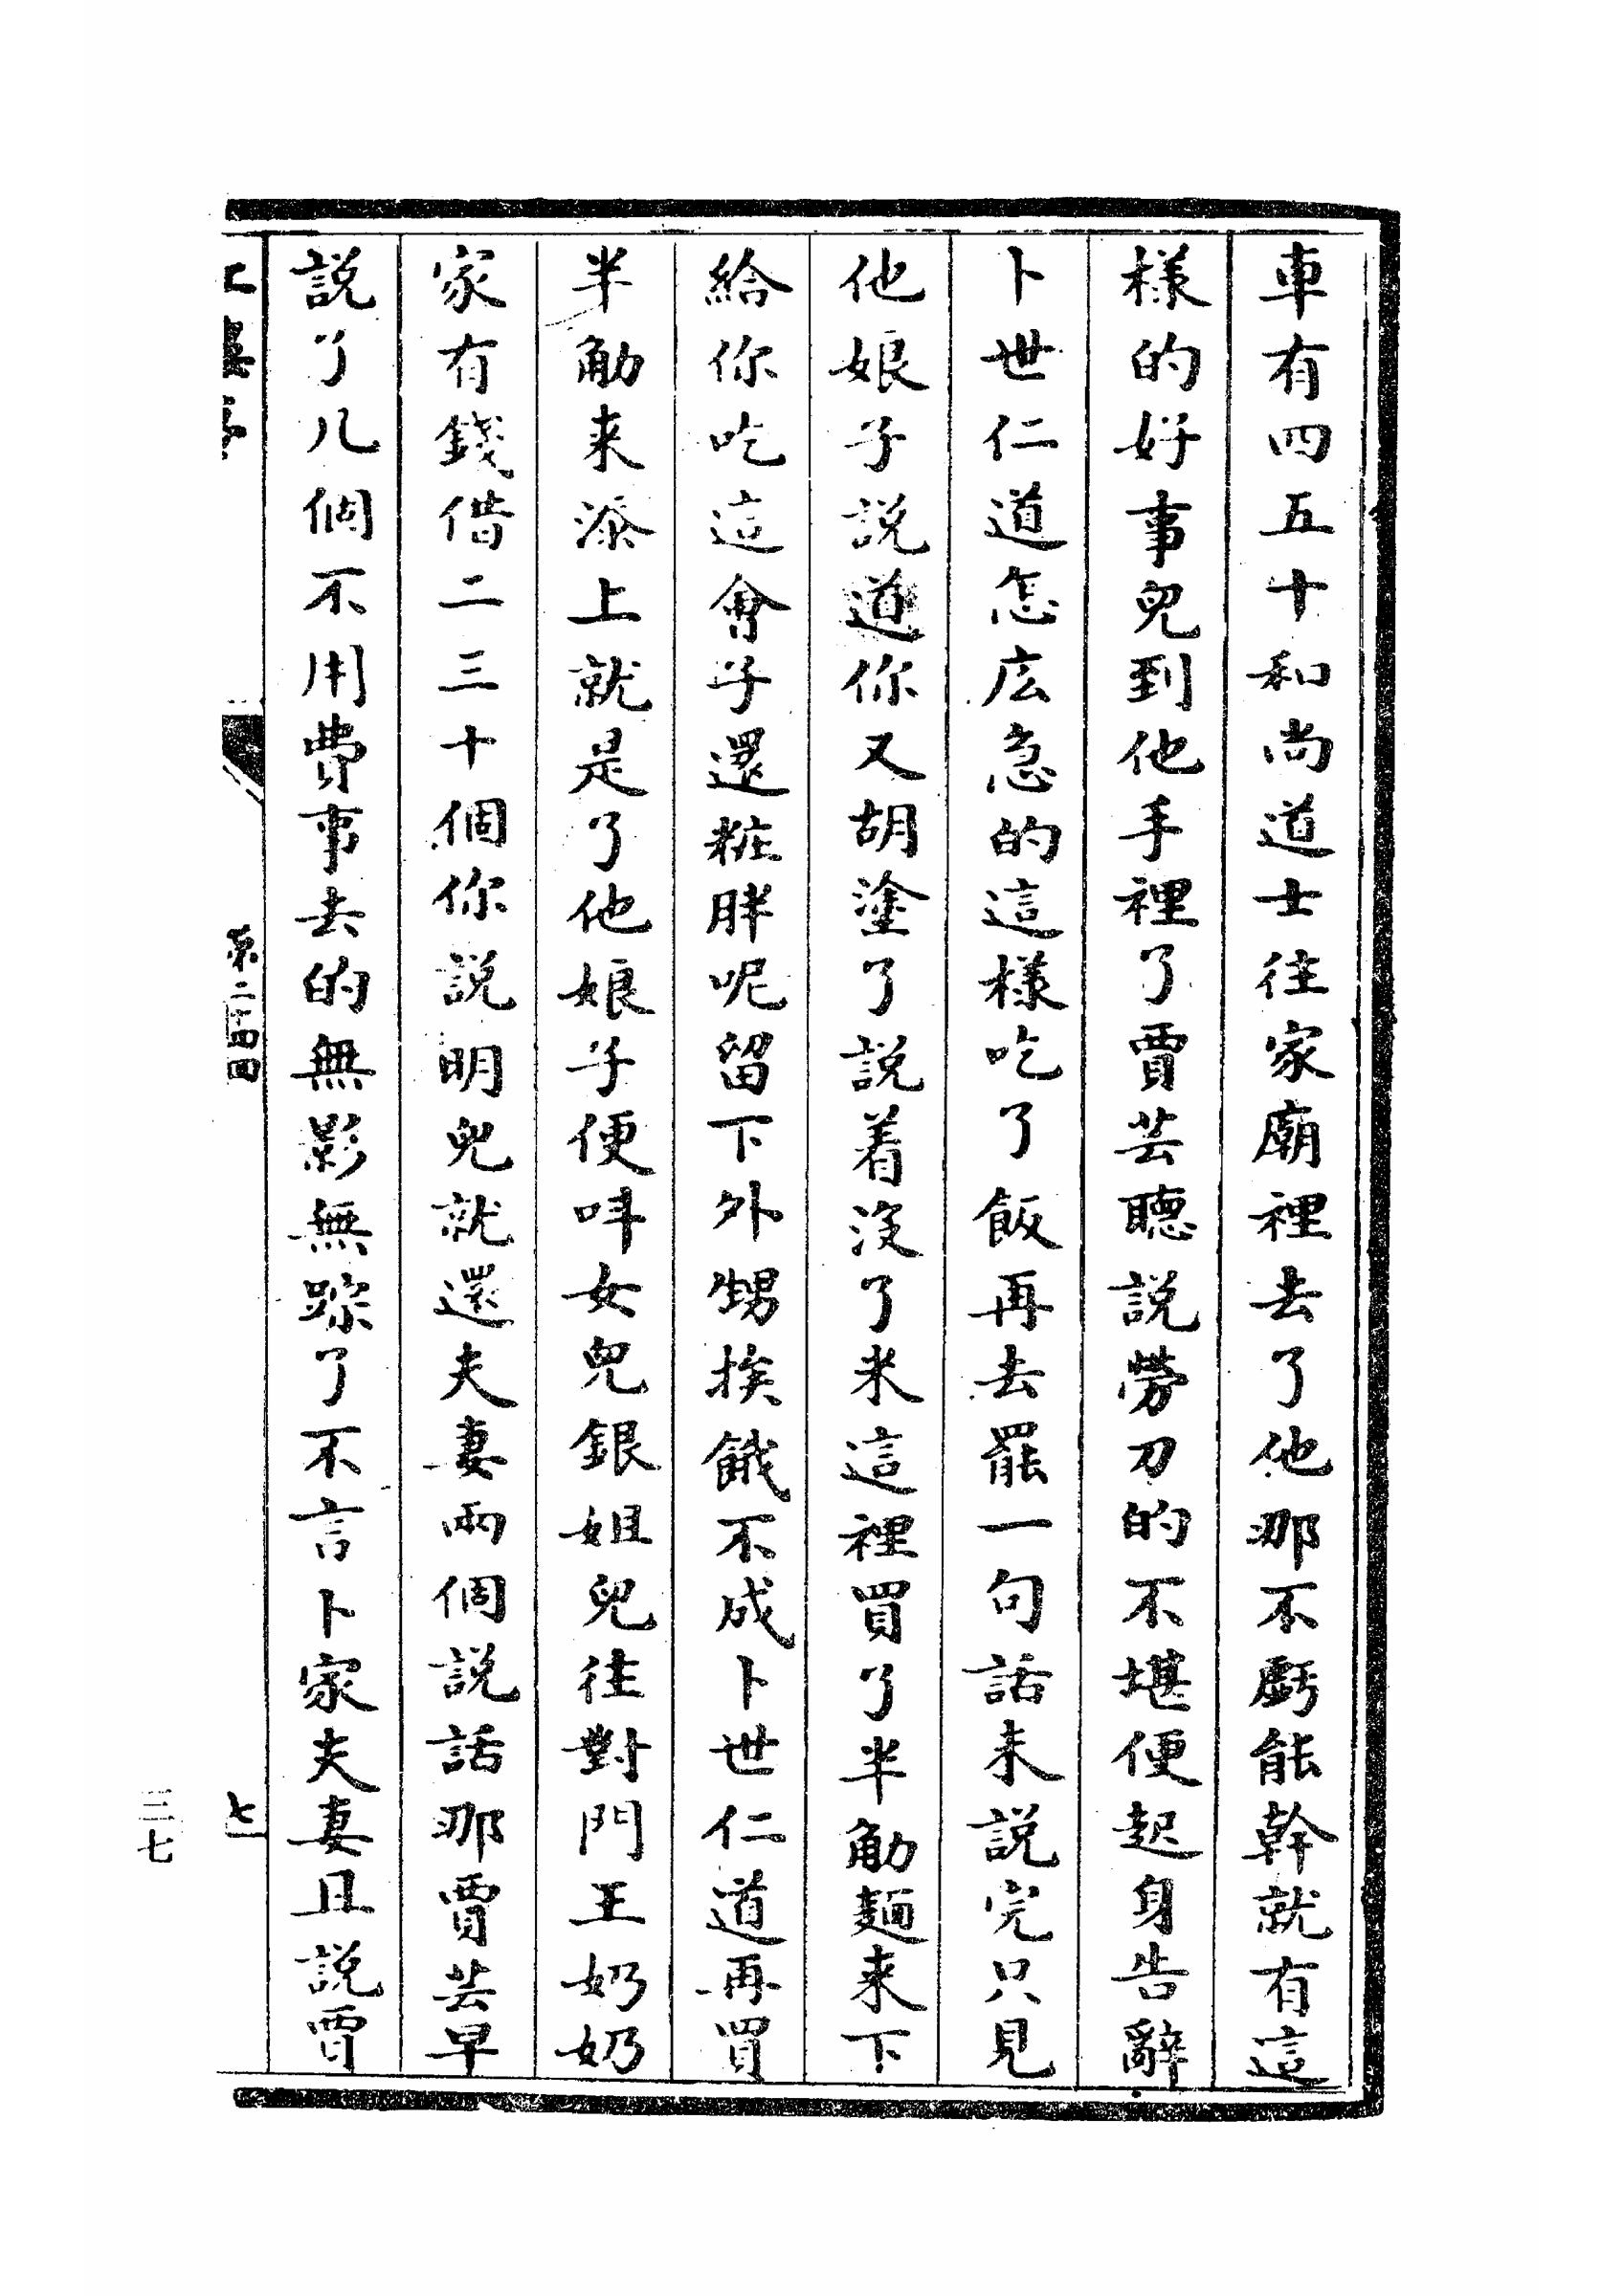 車有四五十和尚道士往家廟裡去了他那不虧能幹就有這
樣的好事兒到他手裡了賈芸聽說勞刀的不堪便起身告辭
卜世仁道怎庅急的這樣吃了飯再去罷一句話未說完只見
他娘子說道你又胡塗了說着沒了米這裡買了半觔麵来下
給你吃這會子還粧胖呢留下外甥挨餓不成卜世仁道再買
半觔来添上就是了他娘子便呌女兒銀姐兒往對門王奶奶
家有錢借二三十個你說明兒就還夫妻兩個說話那賈芸早
說了几個不用費事去的無影無踪了不言卜家夫妻且說賈
第二十四回
七
三七